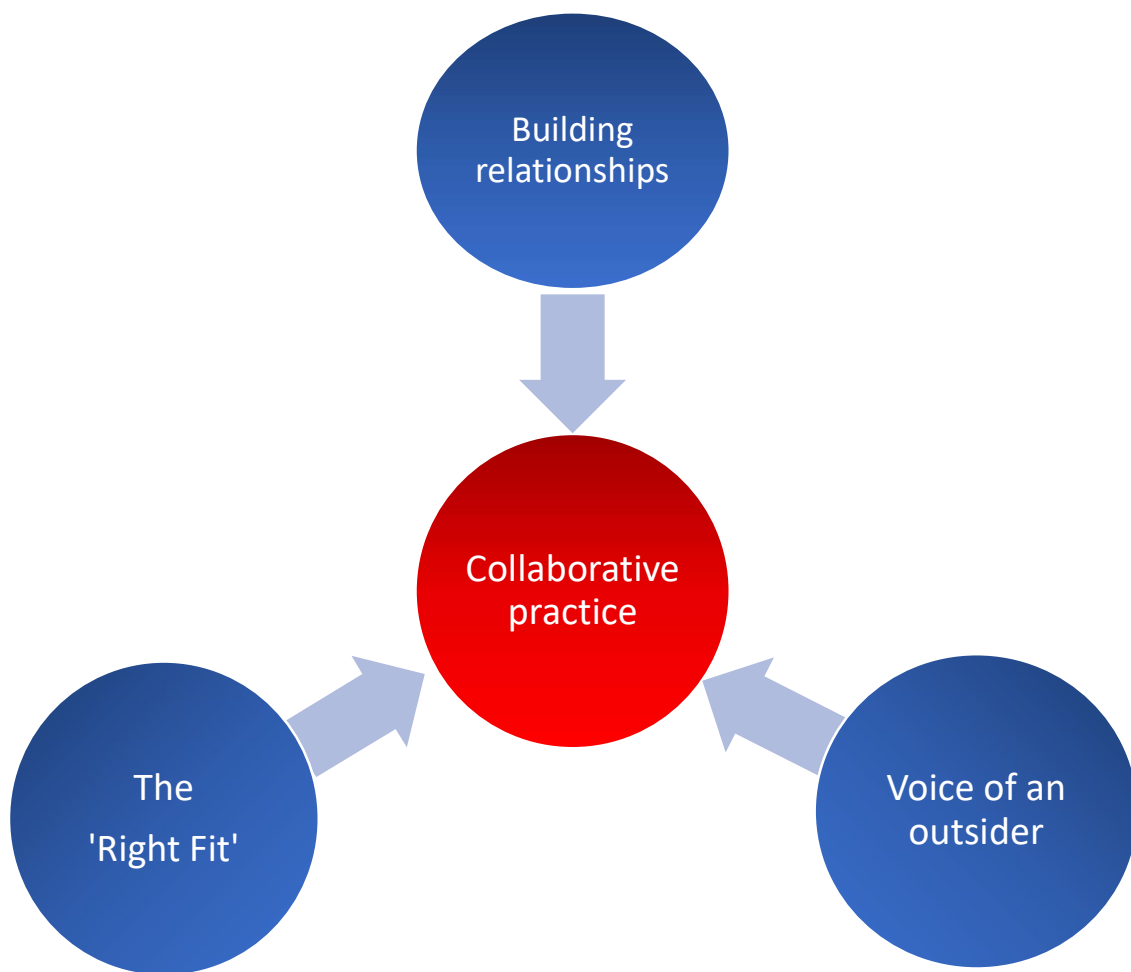 Building
relationships
Collaborative
practice
The
'Right Fit'
Voice of an
outsider